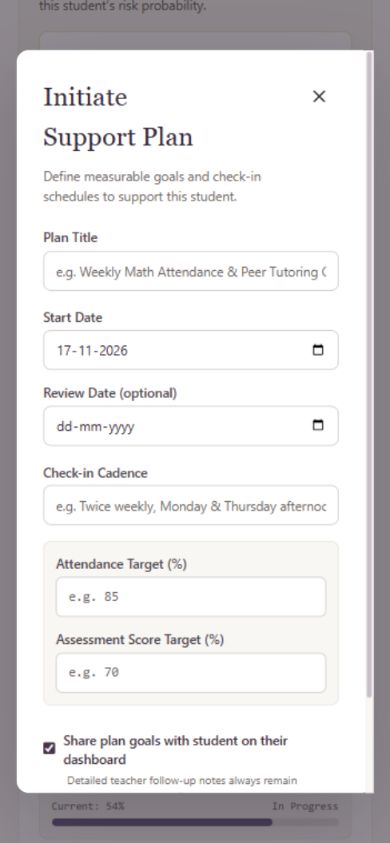 this student's risk probability.
Initiate
Support Plan
Define measurable goals and check-in
schedules to support this student.
Plan Title
e.g. Weekly Math Attendance & Peer Tutoring
Start Date
17-11-2026
Review Date (optional)
dd-mm-yyyy
Check-in Cadence
e.g. Twice weekly, Monday & Thursday afternoc
Attendance Target (%)
e.g. 85
Assessment Score Target (%)
e.g. 70
Share plan goals with student on their
dashboard
Detailed teacher follow-up notes always remain
Current: 54% In Progress